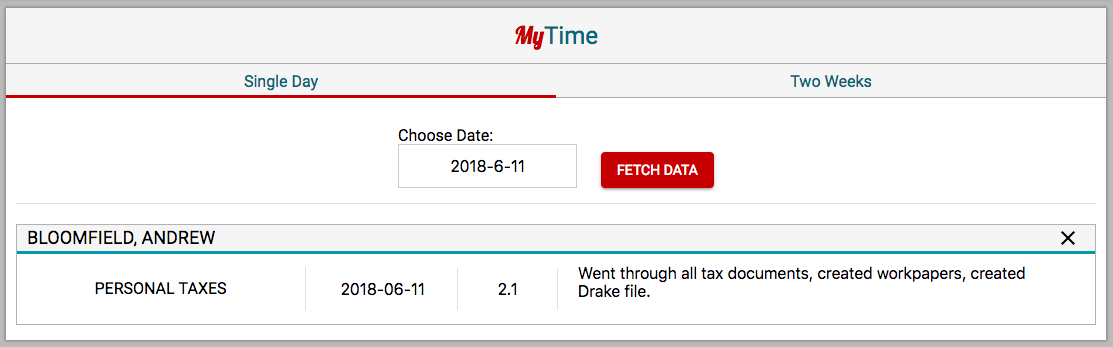 MyTime
Single Day
Two Weeks
Choose Date:
2018-6-11
FETCH DATA
BLOOMFIELD, ANDREW
PERSONAL TAXES
2018-06-11
2.1
Went through all tax documents, created workpapers, created
Drake file.